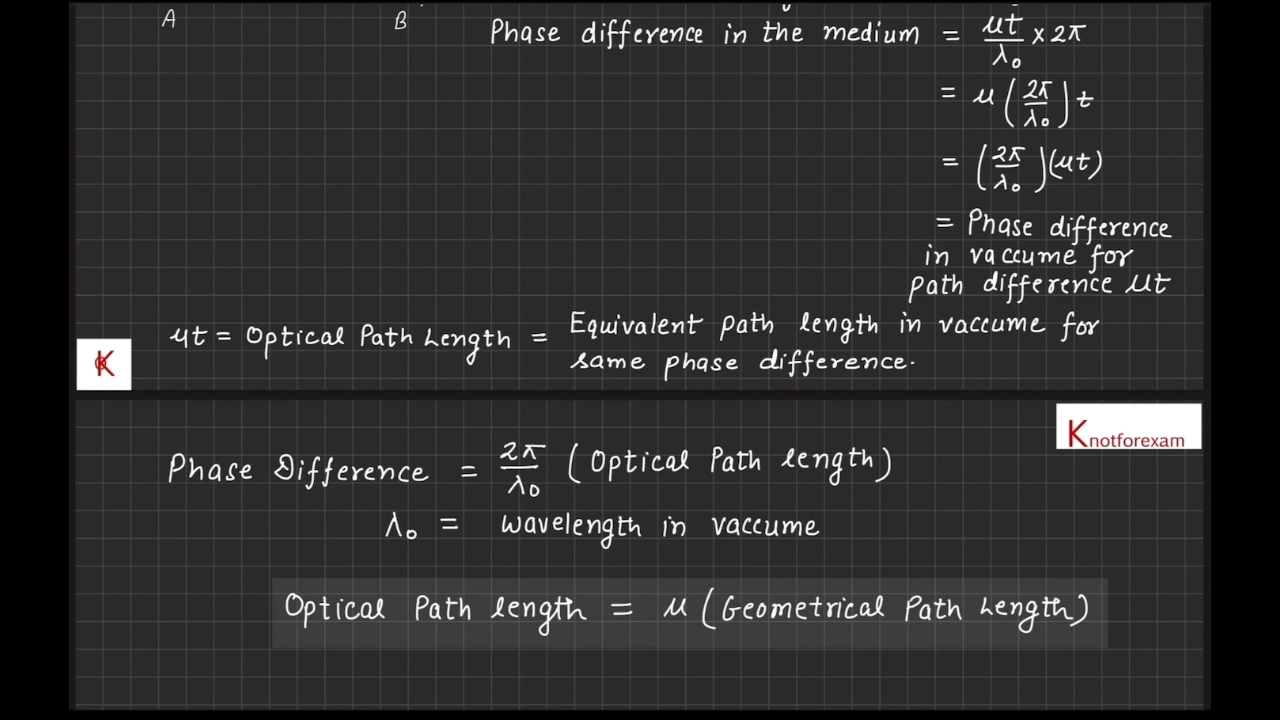 A B
Phase difference in the medium = μt/λ₀ × 2π
= μ(2π/λ₀)t
= (2π/λ₀)(μt)
= Phase difference
in vaccume for
path difference μt
μt = Optical Path Length = Equivalent path length in vaccume for
same phase difference.
K
Knotforexam
Phase Difference = 2π/λ₀ (Optical Path length)
λ₀ = wavelength in vaccume
Optical Path length = μ(Geometrical Path Length)